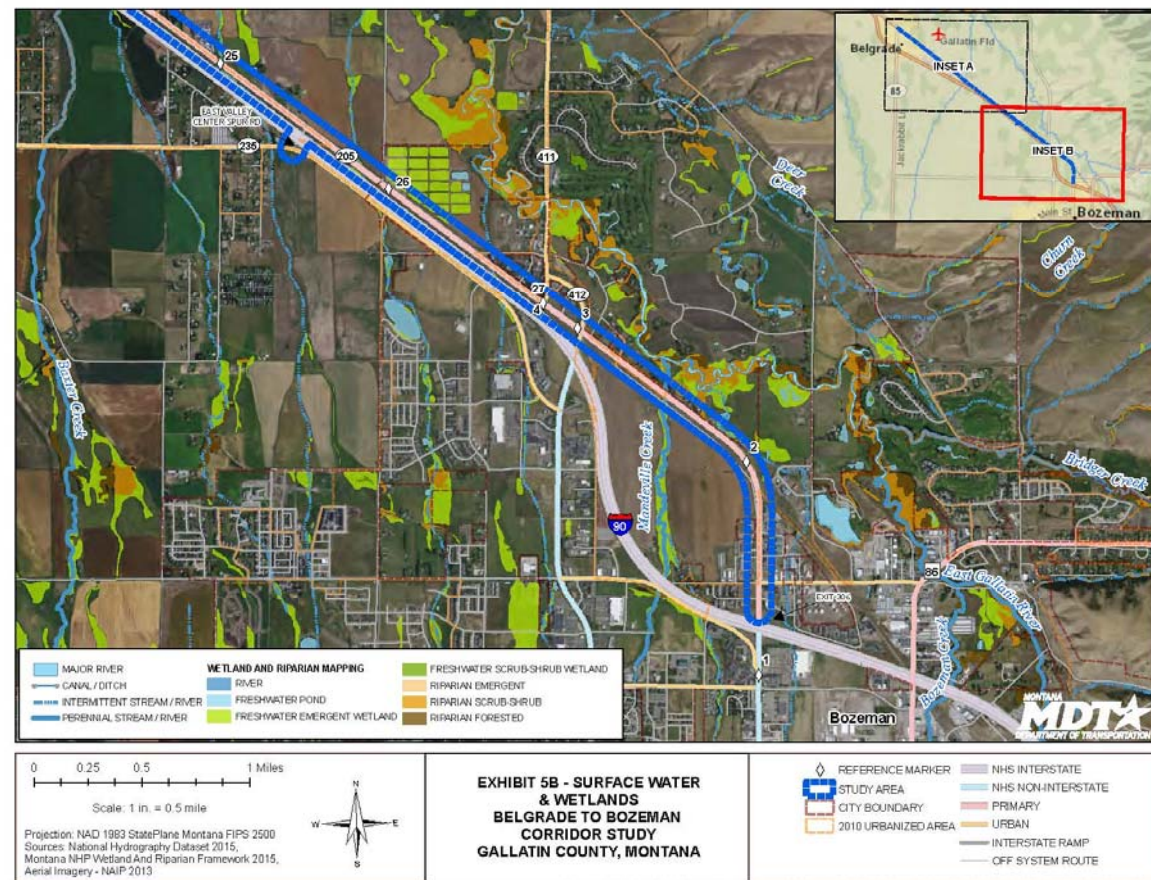 Belgrade
Gallatin Fld
INSET A
85
Jackrabbit L
INSET B
Main St
Bozeman
25
EAST VALLEY
CENTER SPUR RD
235
205
26
411
Deer
Creek
Churn
Creek
27
412
4
3
Baxter Creek
Mandeville Creek
2
Bridger Creek
90
86
East Gallatin River
EXIT 306
Bozeman Creek
1
Bozeman
MAJOR RIVER
CANAL / DITCH
INTERMITTENT STREAM / RIVER
PERENNIAL STREAM / RIVER
WETLAND AND RIPARIAN MAPPING
RIVER
FRESHWATER POND
FRESHWATER EMERGENT WETLAND
FRESHWATER SCRUB-SHRUB WETLAND
RIPARIAN EMERGENT
RIPARIAN SCRUB-SHRUB
RIPARIAN FORESTED
MONTANA
MDT
DEPARTMENT OF TRANSPORTATION
0 0.25 0.5 1 Miles
Scale: 1 in. = 0.5 mile
Projection: NAD 1983 StatePlane Montana FIPS 2500
Sources: National Hydrography Dataset 2015,
Montana NHP Wetland And Riparian Framework 2015,
Aerial Imagery - NAIP 2013
N
W E
S
EXHIBIT 5B - SURFACE WATER
& WETLANDS
BELGRADE TO BOZEMAN
CORRIDOR STUDY
GALLATIN COUNTY, MONTANA
REFERENCE MARKER
STUDY AREA
CITY BOUNDARY
2010 URBANIZED AREA
NHS INTERSTATE
NHS NON-INTERSTATE
PRIMARY
URBAN
INTERSTATE RAMP
OFF SYSTEM ROUTE